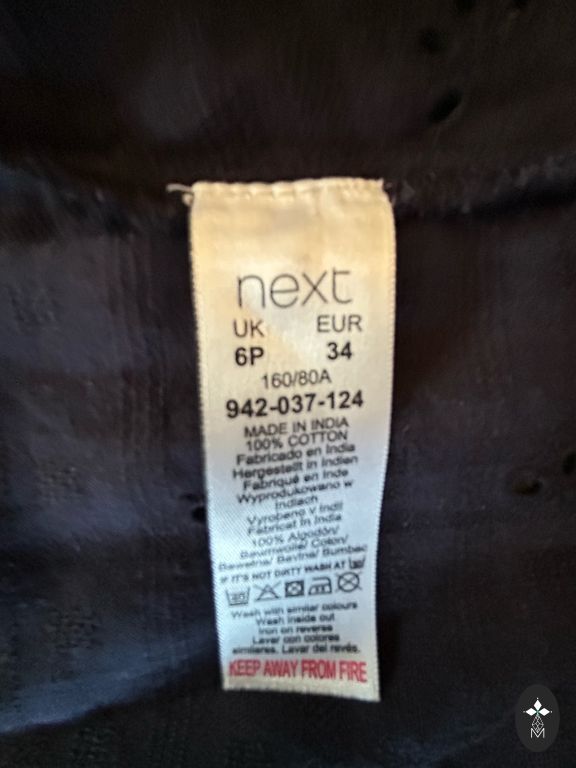 next
UK EUR
6P 34
160/80A
942-037-124
MADE IN INDIA
100% COTTON
Fabricado en India
Hergestellt in Indien
Fabriqué en Inde
Wyprodukowano w
Indiach
Vyrobeno v Indii
Fabricat în India
100% Algodón/
Baumwolle/ Coton/
Bawełna/ Bavlna/ Bumbac
IF IT'S NOT DIRTY WASH AT 30
40
Wash with similar colours
Wash inside out
Iron on reverse
Lavar con colores
similares. Lavar del revés.
KEEP AWAY FROM FIRE
M